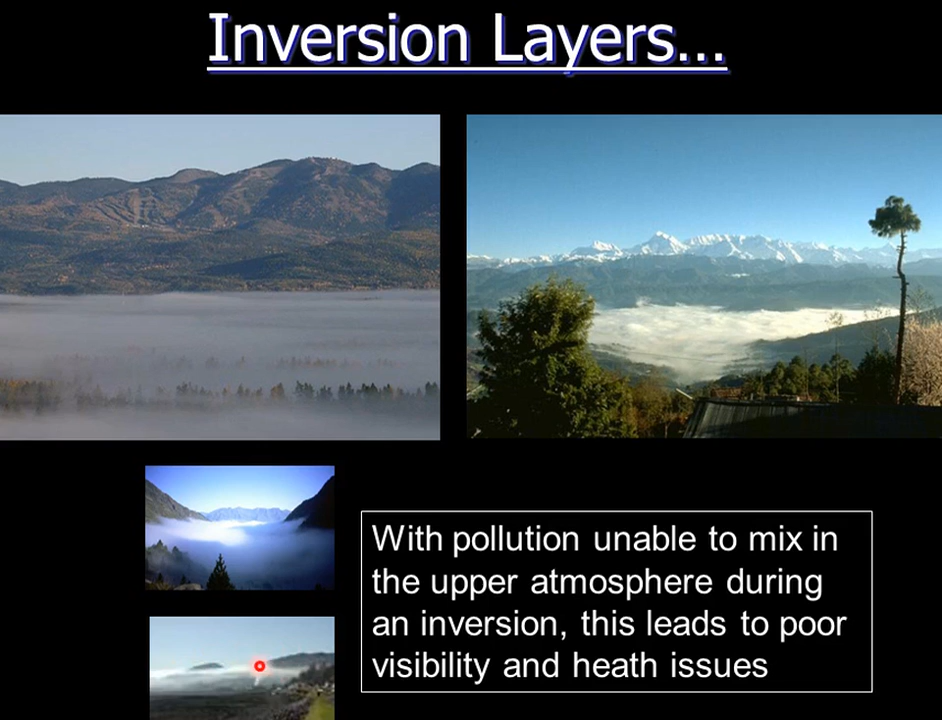 Inversion Layers...
With pollution unable to mix in
the upper atmosphere during
an inversion, this leads to poor
visibility and heath issues